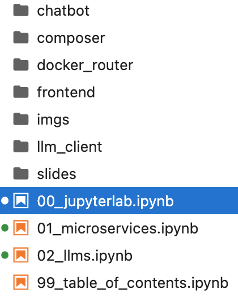 chatbot
composer
docker_router
frontend
imgs
llm_client
slides
00_jupyterlab.ipynb
01_microservices.ipynb
02_llms.ipynb
99_table_of_contents.ipynb